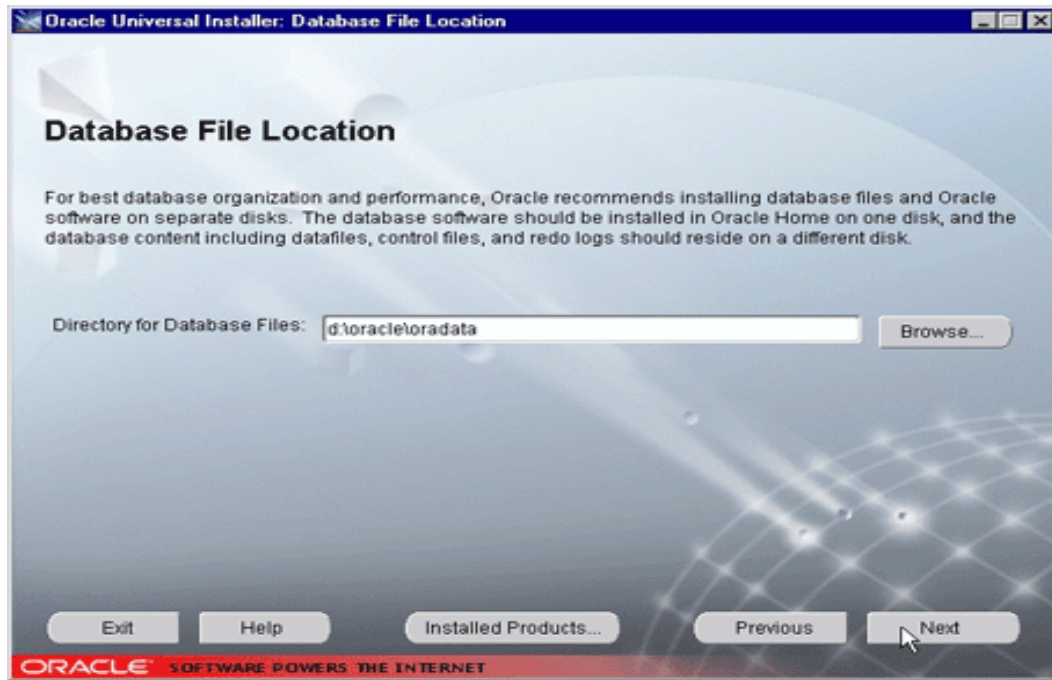 Oracle Universal Installer: Database File Location
Database File Location
For best database organization and performance, Oracle recommends installing database files and Oracle
software on separate disks. The database software should be installed in Oracle Home on one disk, and the
database content including datafiles, control files, and redo logs should reside on a different disk.
Directory for Database Files: d:\oracle\oradata Browse...
Exit Help Installed Products... Previous Next
ORACLE SOFTWARE POWERS THE INTERNET